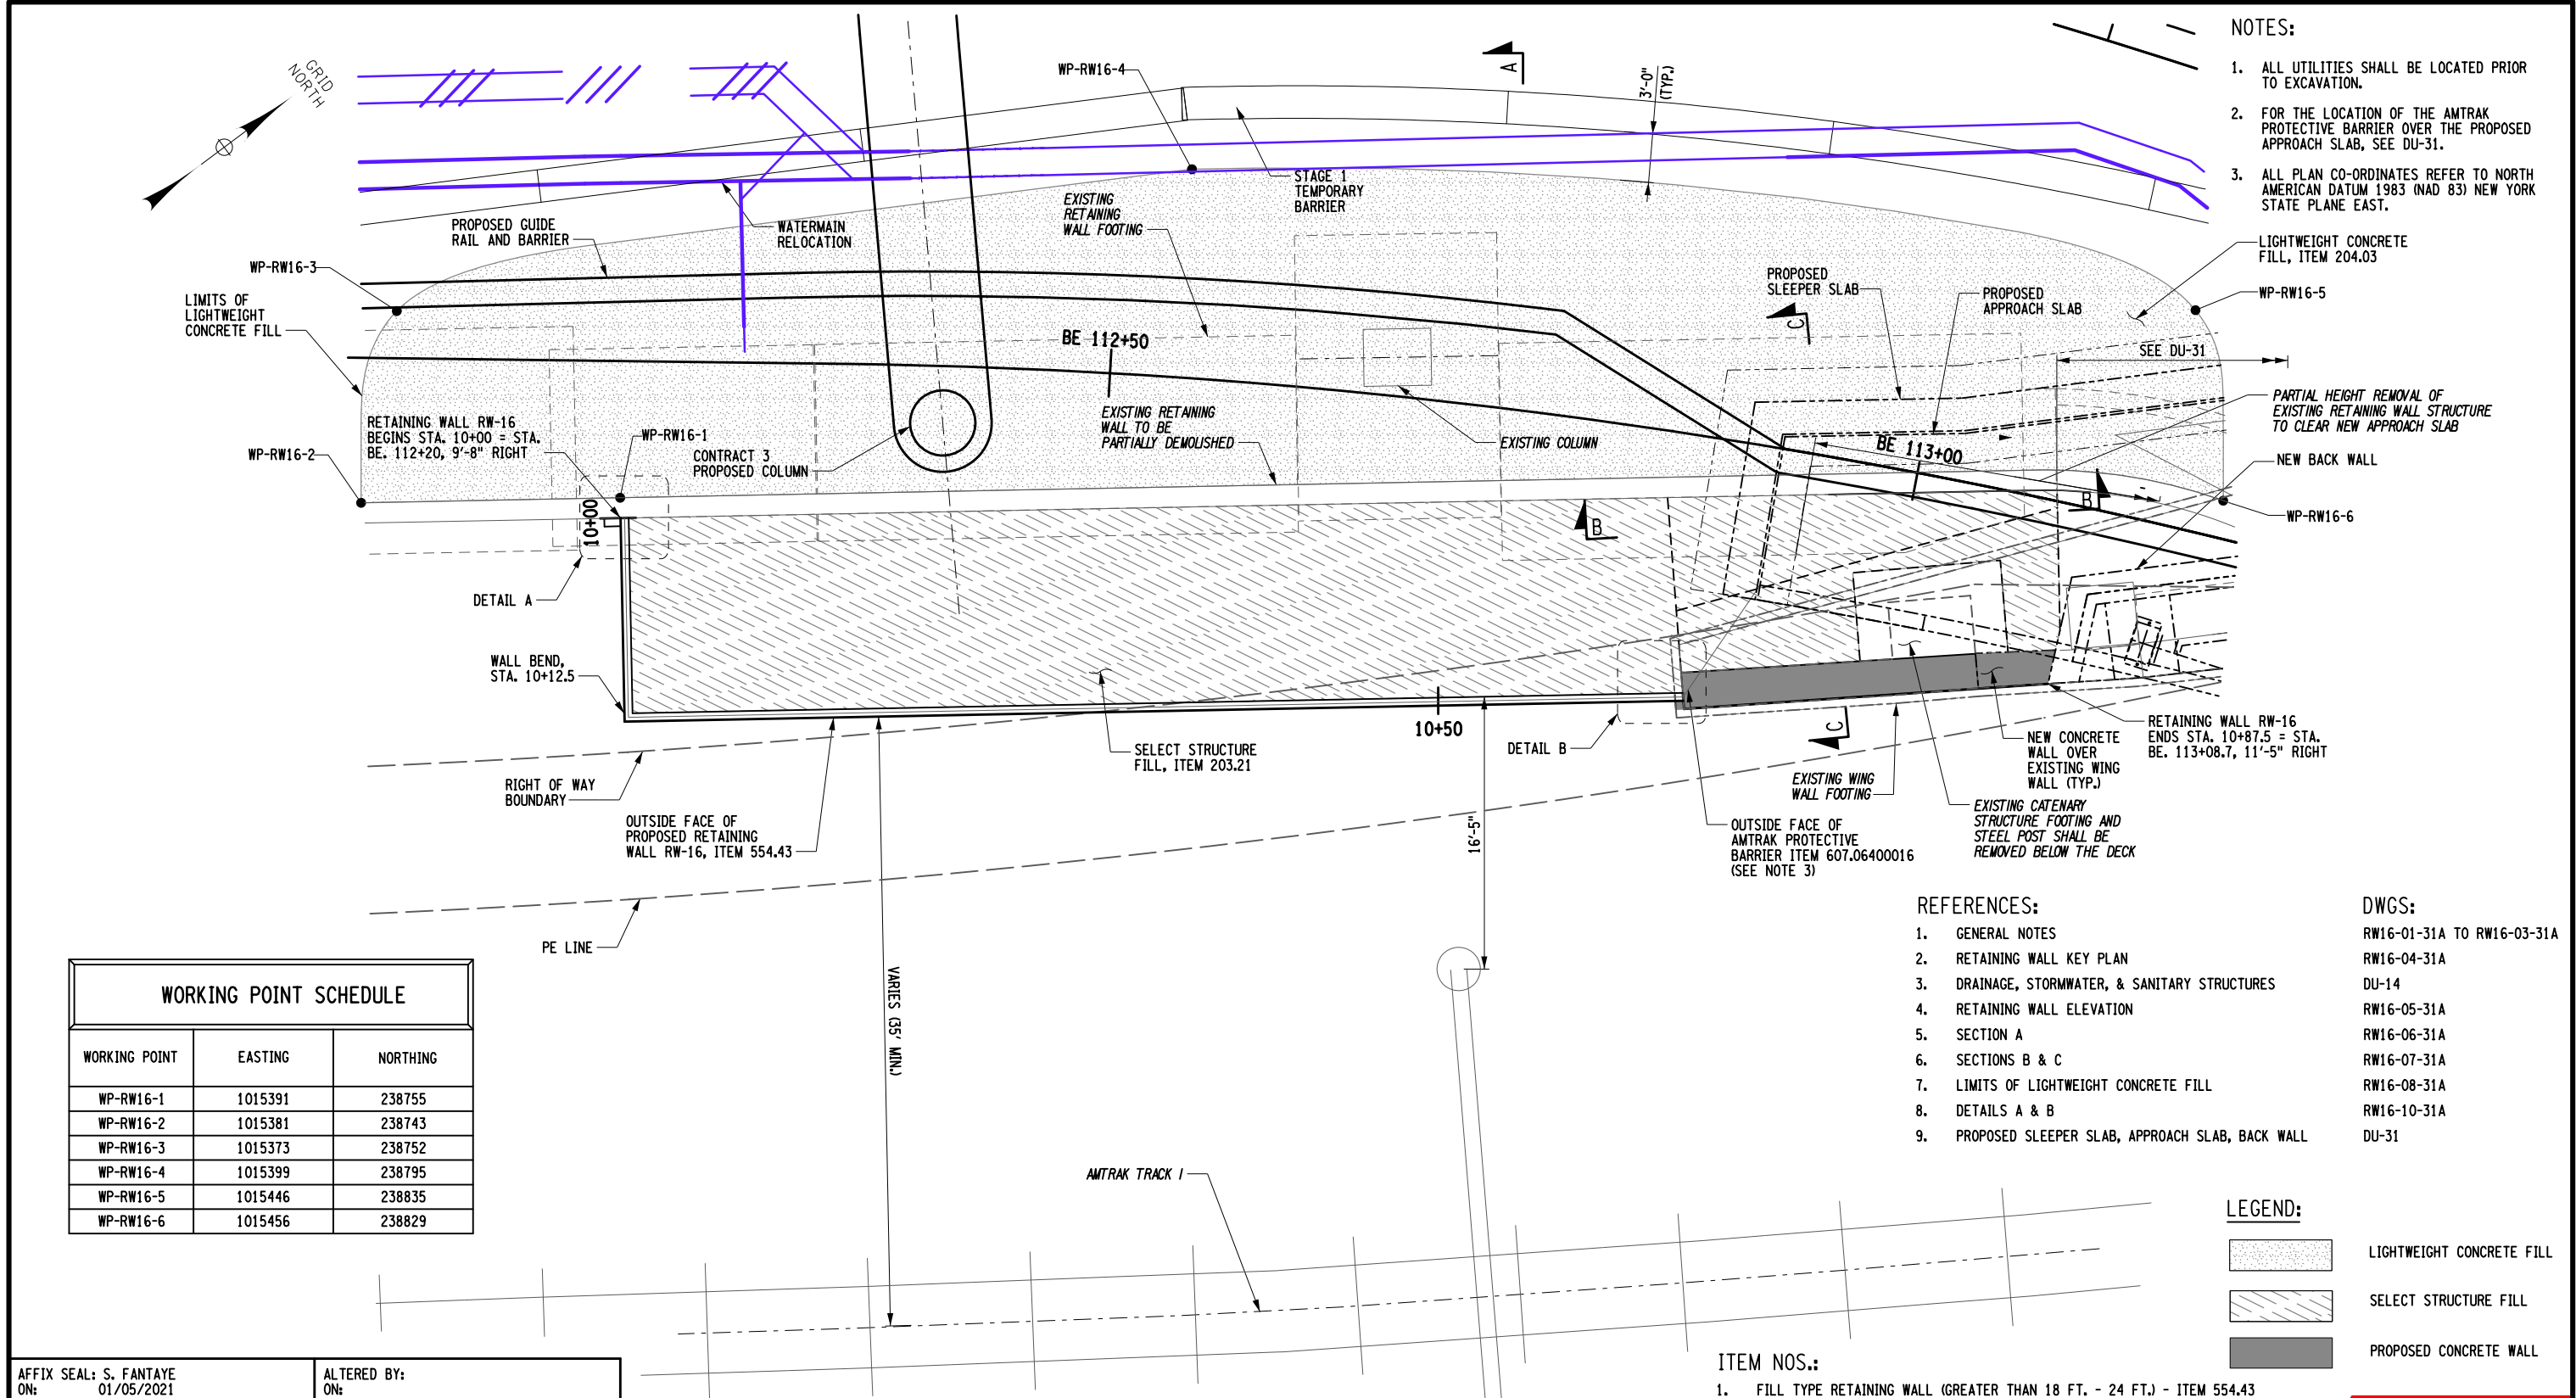 GRID
NORTH
WP-RW16-4
A
3'-0"
(TYP.)
NOTES:
1. ALL UTILITIES SHALL BE LOCATED PRIOR
TO EXCAVATION.
2. FOR THE LOCATION OF THE AMTRAK
PROTECTIVE BARRIER OVER THE PROPOSED
APPROACH SLAB, SEE DU-31.
3. ALL PLAN CO-ORDINATES REFER TO NORTH
AMERICAN DATUM 1983 (NAD 83) NEW YORK
STATE PLANE EAST.
STAGE 1
TEMPORARY
BARRIER
EXISTING
RETAINING
WALL FOOTING
WATERMAIN
RELOCATION
PROPOSED GUIDE
RAIL AND BARRIER
WP-RW16-3
LIMITS OF
LIGHTWEIGHT
CONCRETE FILL
LIGHTWEIGHT CONCRETE
FILL, ITEM 204.03
PROPOSED
SLEEPER SLAB
PROPOSED
APPROACH SLAB
WP-RW16-5
C
BE 112+50
SEE DU-31
PARTIAL HEIGHT REMOVAL OF
EXISTING RETAINING WALL STRUCTURE
TO CLEAR NEW APPROACH SLAB
RETAINING WALL RW-16
BEGINS STA. 10+00 = STA.
BE. 112+20, 9'-8" RIGHT
WP-RW16-1
WP-RW16-2
CONTRACT 3
PROPOSED COLUMN
EXISTING RETAINING
WALL TO BE
PARTIALLY DEMOLISHED
EXISTING COLUMN
BE 113+00
NEW BACK WALL
B
B
WP-RW16-6
10+00
DETAIL A
WALL BEND,
STA. 10+12.5
10+50
SELECT STRUCTURE
FILL, ITEM 203.21
DETAIL B
C
RIGHT OF WAY
BOUNDARY
OUTSIDE FACE OF
PROPOSED RETAINING
WALL RW-16, ITEM 554.43
EXISTING WING
WALL FOOTING
NEW CONCRETE
WALL OVER
EXISTING WING
WALL (TYP.)
RETAINING WALL RW-16
ENDS STA. 10+87.5 = STA.
BE. 113+08.7, 11'-5" RIGHT
EXISTING CATENARY
STRUCTURE FOOTING AND
STEEL POST SHALL BE
REMOVED BELOW THE DECK
16'-5"
OUTSIDE FACE OF
AMTRAK PROTECTIVE
BARRIER ITEM 607.06400016
(SEE NOTE 3)
PE LINE
VARIES (35' MIN.)
AMTRAK TRACK 1
WORKING POINT SCHEDULE
WORKING POINT EASTING NORTHING
WP-RW16-1 1015391 238755
WP-RW16-2 1015381 238743
WP-RW16-3 1015373 238752
WP-RW16-4 1015399 238795
WP-RW16-5 1015446 238835
WP-RW16-6 1015456 238829
REFERENCES: DWGS:
1. GENERAL NOTES RW16-01-31A TO RW16-03-31A
2. RETAINING WALL KEY PLAN RW16-04-31A
3. DRAINAGE, STORMWATER, & SANITARY STRUCTURES DU-14
4. RETAINING WALL ELEVATION RW16-05-31A
5. SECTION A RW16-06-31A
6. SECTIONS B & C RW16-07-31A
7. LIMITS OF LIGHTWEIGHT CONCRETE FILL RW16-08-31A
8. DETAILS A & B RW16-10-31A
9. PROPOSED SLEEPER SLAB, APPROACH SLAB, BACK WALL DU-31
LEGEND:
LIGHTWEIGHT CONCRETE FILL
SELECT STRUCTURE FILL
PROPOSED CONCRETE WALL
ITEM NOS.:
1. FILL TYPE RETAINING WALL (GREATER THAN 18 FT. - 24 FT.) - ITEM 554.43
AFFIX SEAL: S. FANTAYE
ON: 01/05/2021
ALTERED BY:
ON: